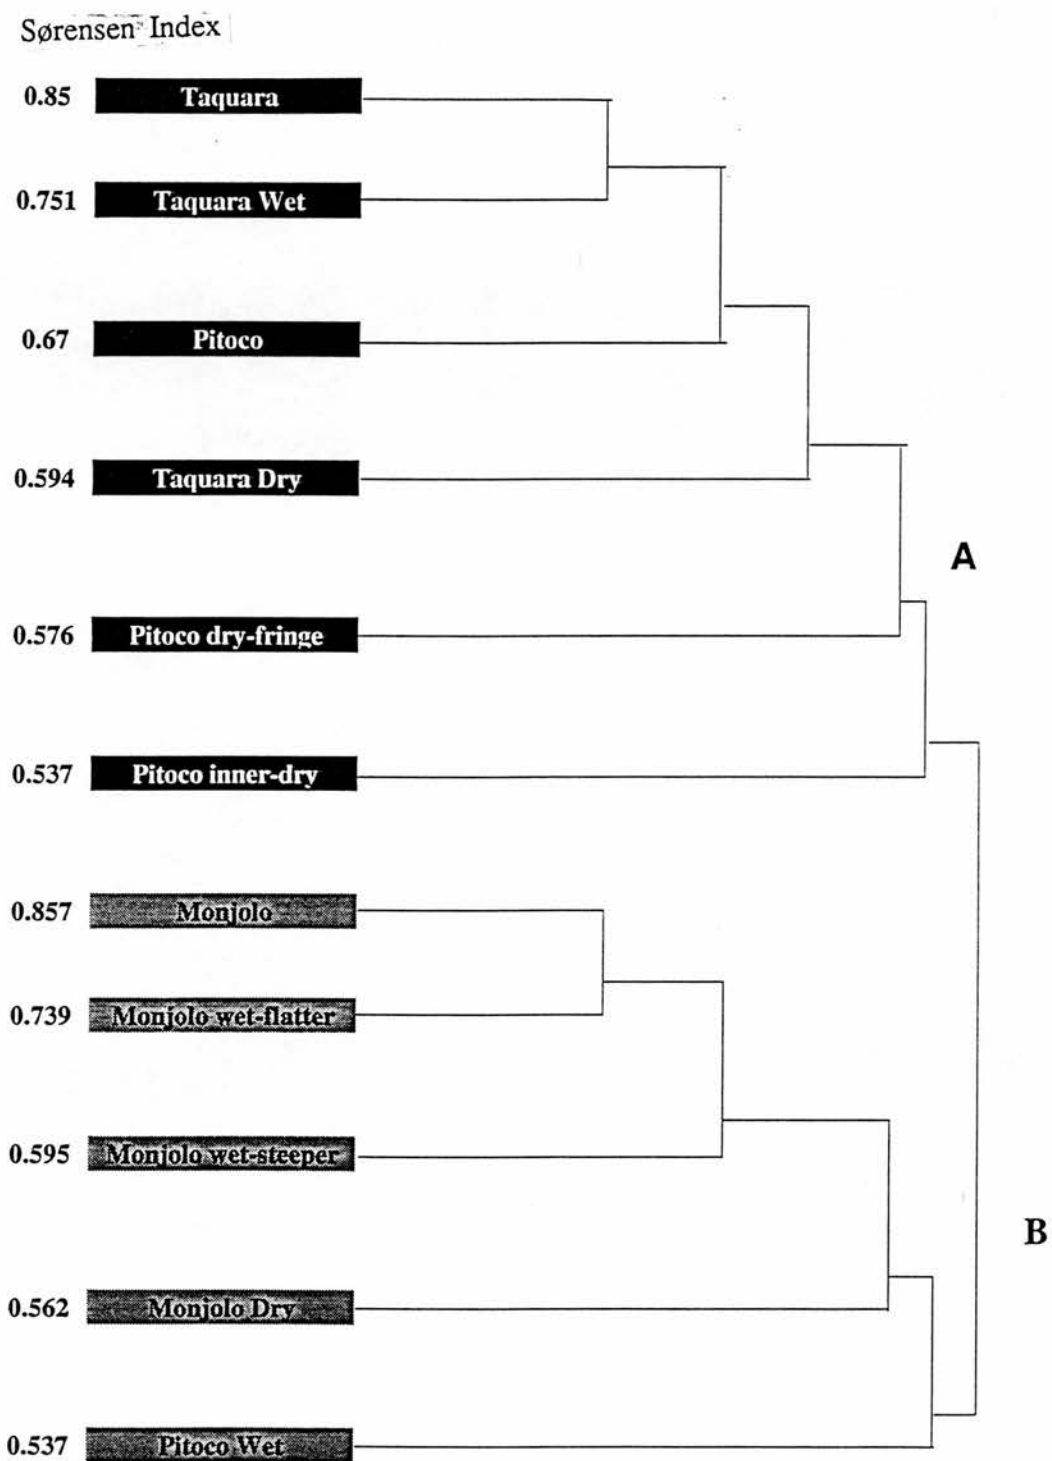 Sørensen Index
0.85 Taquara
0.751 Taquara Wet
0.67 Pitoco
0.594 Taquara Dry
A
0.576 Pitoco dry-fringe
0.537 Pitoco inner-dry
0.857 Monjolo
0.739 Monjolo wet-flatter
0.595 Monjolo wet-steeper
B
0.562 Monjolo Dry
0.537 Pitoco Wet